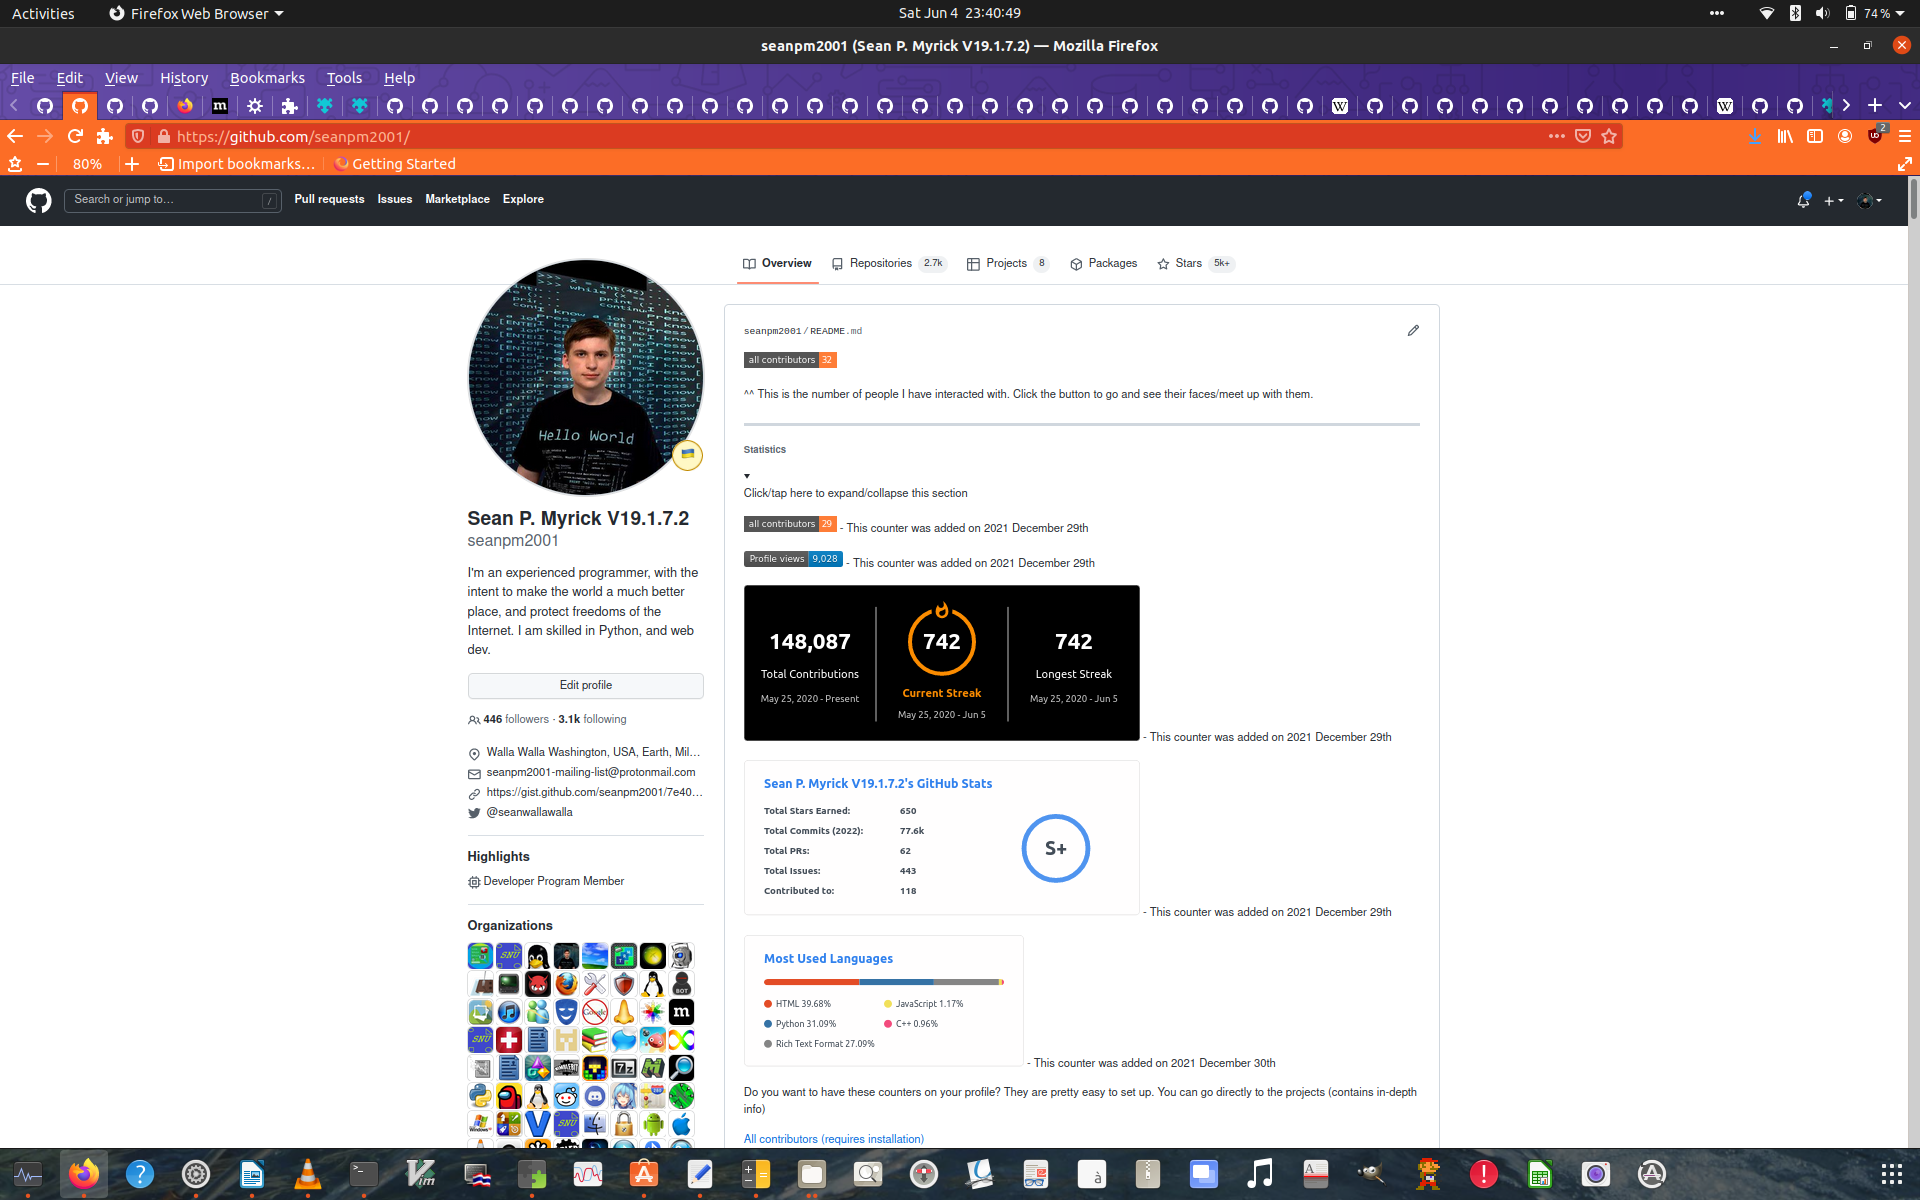 Activities
Firefox Web Browser
Sat Jun 4 23:40:49
74 %
seanpm2001 (Sean P. Myrick V19.1.7.2) — Mozilla Firefox
File Edit View History Bookmarks Tools Help
https://github.com/seanpm2001/
2
80%
Import bookmarks…
Getting Started
Search or jump to…
/
Pull requests Issues Marketplace Explore
Overview
Repositories 2.7k
Projects 8
Packages
Stars 5k+
Hello World
Sean P. Myrick V19.1.7.2
seanpm2001
I'm an experienced programmer, with the
intent to make the world a much better
place, and protect freedoms of the
Internet. I am skilled in Python, and web
dev.
Edit profile
446 followers · 3.1k following
Walla Walla Washington, USA, Earth, Mil…
seanpm2001-mailing-list@protonmail.com
https://gist.github.com/seanpm2001/7e40…
@seanwallawalla
Highlights
Developer Program Member
Organizations
seanpm2001/README.md
all contributors 32
^^ This is the number of people I have interacted with. Click the button to go and see their faces/meet up with them.
Statistics
Click/tap here to expand/collapse this section
all contributors 29 - This counter was added on 2021 December 29th
Profile views 9,028 - This counter was added on 2021 December 29th
148,087
Total Contributions
May 25, 2020 - Present
742
Current Streak
May 25, 2020 - Jun 5
742
Longest Streak
May 25, 2020 - Jun 5
- This counter was added on 2021 December 29th
Sean P. Myrick V19.1.7.2's GitHub Stats
Total Stars Earned: 650
Total Commits (2022): 77.6k
Total PRs: 62
Total Issues: 443
Contributed to: 118
S+
- This counter was added on 2021 December 29th
Most Used Languages
HTML 39.68%
JavaScript 1.17%
Python 31.09%
C++ 0.96%
Rich Text Format 27.09%
- This counter was added on 2021 December 30th
Do you want to have these counters on your profile? They are pretty easy to set up. You can go directly to the projects (contains in-depth
info)
All contributors (requires installation)